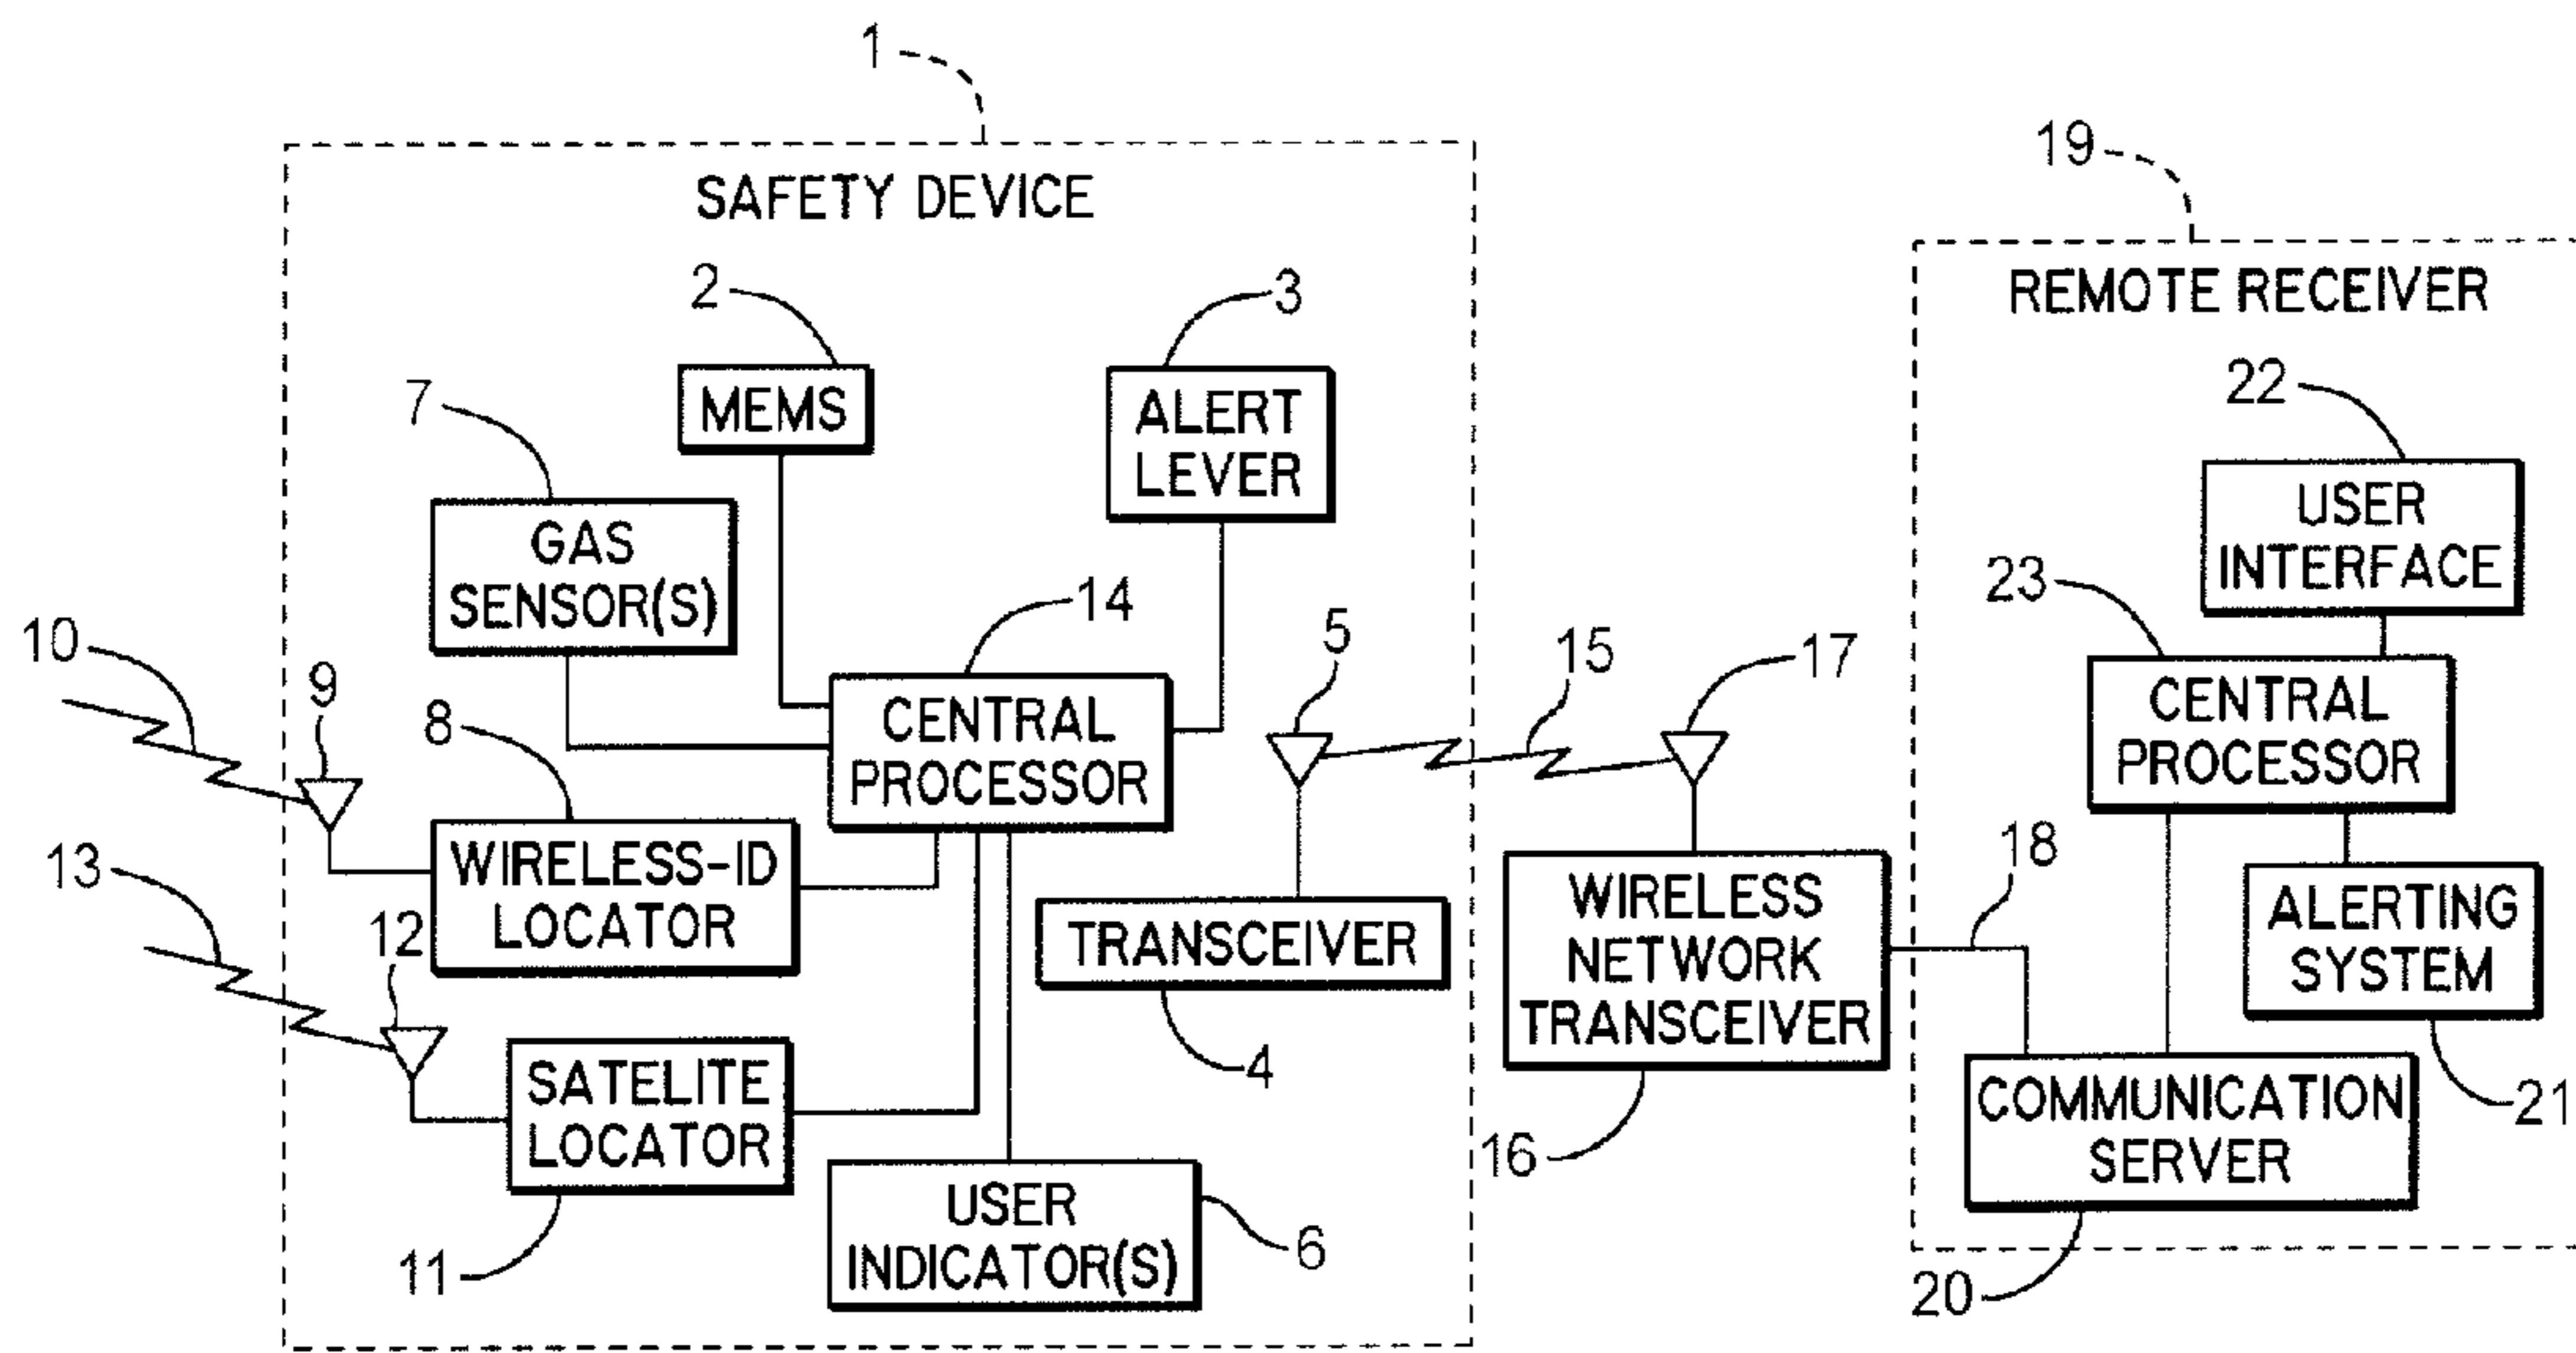 1
SAFETY DEVICE
19
REMOTE RECEIVER
2
3
MEMS
ALERT
LEVER
7
GAS
SENSOR(S)
22
USER
INTERFACE
14
CENTRAL
PROCESSOR
5
15
17
23
CENTRAL
PROCESSOR
10
9
8
WIRELESS-ID
LOCATOR
13
12
TRANSCEIVER
4
WIRELESS
NETWORK
TRANSCEIVER
16
18
ALERTING
SYSTEM
21
SATELITE
LOCATOR
11
USER
INDICATOR(S)
6
COMMUNICATION
SERVER
20